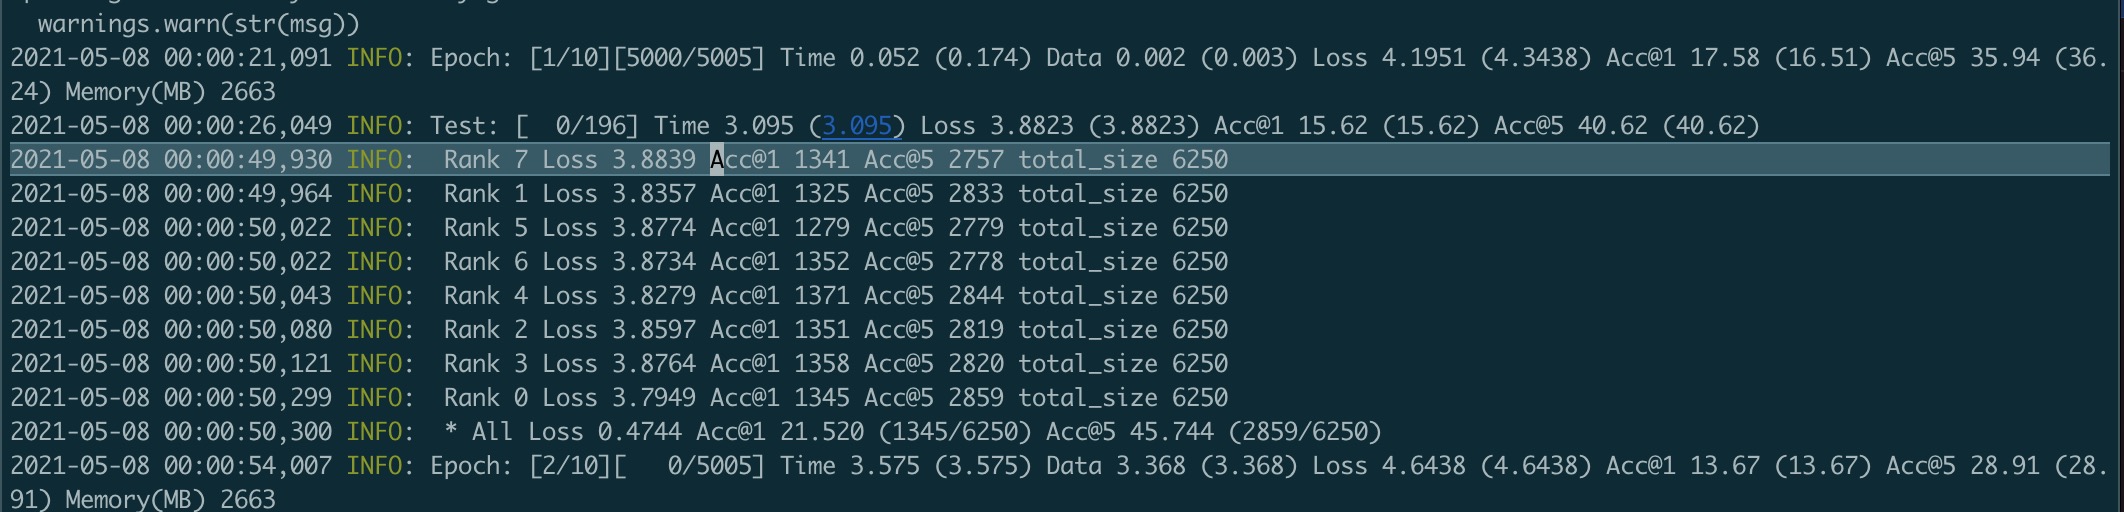 warnings.warn(str(msg))
2021-05-08 00:00:21,091 INFO: Epoch: [1/10][5000/5005] Time 0.052 (0.174) Data 0.002 (0.003) Loss 4.1951 (4.3438) Acc@1 17.58 (16.51) Acc@5 35.94 (36.
24) Memory(MB) 2663
2021-05-08 00:00:26,049 INFO: Test: [  0/196] Time 3.095 (3.095) Loss 3.8823 (3.8823) Acc@1 15.62 (15.62) Acc@5 40.62 (40.62)
2021-05-08 00:00:49,930 INFO:  Rank 7 Loss 3.8839 Acc@1 1341 Acc@5 2757 total_size 6250
2021-05-08 00:00:49,964 INFO:  Rank 1 Loss 3.8357 Acc@1 1325 Acc@5 2833 total_size 6250
2021-05-08 00:00:50,022 INFO:  Rank 5 Loss 3.8774 Acc@1 1279 Acc@5 2779 total_size 6250
2021-05-08 00:00:50,022 INFO:  Rank 6 Loss 3.8734 Acc@1 1352 Acc@5 2778 total_size 6250
2021-05-08 00:00:50,043 INFO:  Rank 4 Loss 3.8279 Acc@1 1371 Acc@5 2844 total_size 6250
2021-05-08 00:00:50,080 INFO:  Rank 2 Loss 3.8597 Acc@1 1351 Acc@5 2819 total_size 6250
2021-05-08 00:00:50,121 INFO:  Rank 3 Loss 3.8764 Acc@1 1358 Acc@5 2820 total_size 6250
2021-05-08 00:00:50,299 INFO:  Rank 0 Loss 3.7949 Acc@1 1345 Acc@5 2859 total_size 6250
2021-05-08 00:00:50,300 INFO:  * All Loss 0.4744 Acc@1 21.520 (1345/6250) Acc@5 45.744 (2859/6250)
2021-05-08 00:00:54,007 INFO: Epoch: [2/10][   0/5005] Time 3.575 (3.575) Data 3.368 (3.368) Loss 4.6438 (4.6438) Acc@1 13.67 (13.67) Acc@5 28.91 (28.
91) Memory(MB) 2663